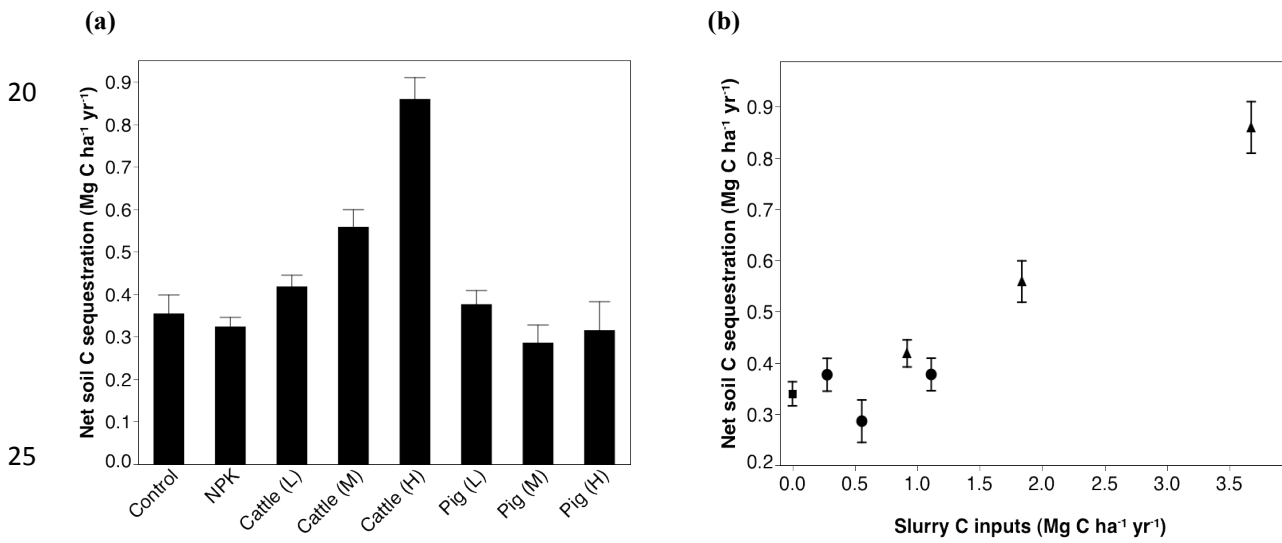 (a)
20
25
Net soil C sequestration (Mg C ha⁻¹ yr⁻¹)
0.9
0.8
0.7
0.6
0.5
0.4
0.3
0.2
0.1
0.0
Control
NPK
Cattle (L)
Cattle (M)
Cattle (H)
Pig (L)
Pig (M)
Pig (H)
(b)
Net soil C sequestration (Mg C ha⁻¹ yr⁻¹)
0.9
0.8
0.7
0.6
0.5
0.4
0.3
0.2
0.0 0.5 1.0 1.5 2.0 2.5 3.0 3.5
Slurry C inputs (Mg C ha⁻¹ yr⁻¹)